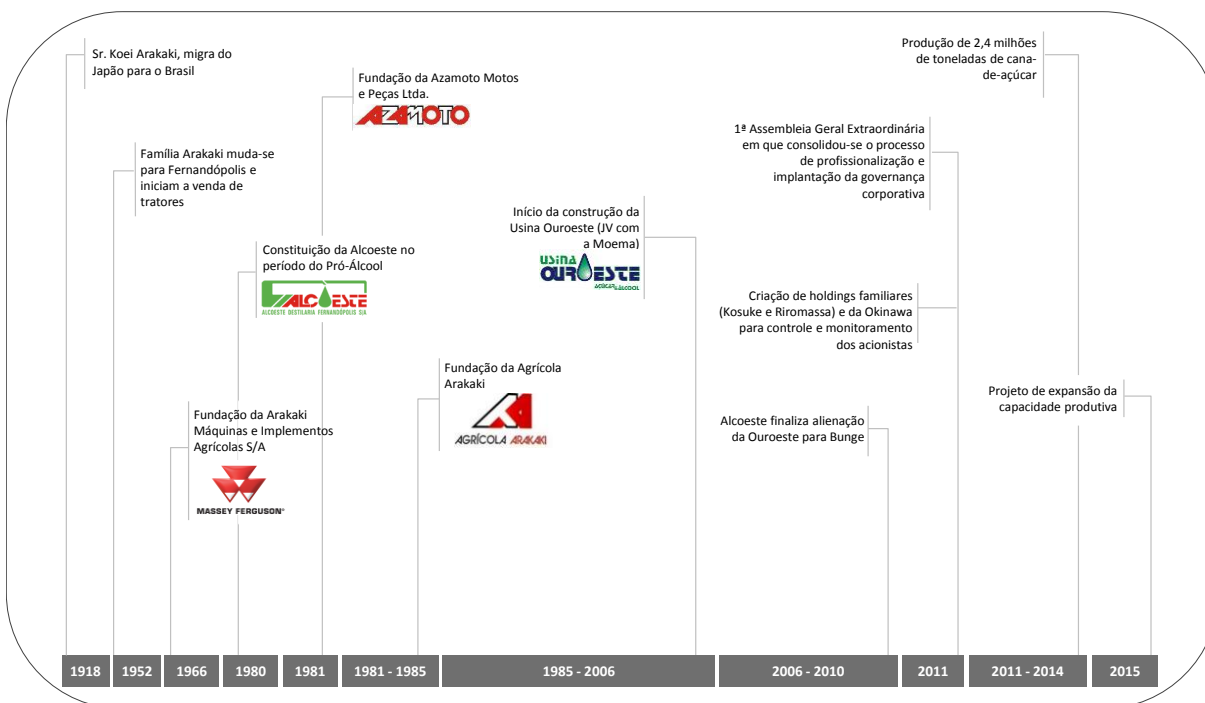 Sr. Koei Arakaki, migra do
Japão para o Brasil
Família Arakaki muda-se
para Fernandópolis e
iniciam a venda de
tratores
Fundação da Arakaki
Máquinas e Implementos
Agrícolas S/A
MASSEY FERGUSON®
Constituição da Alcoeste no
período do Pró-Álcool
ALCOESTE
ALCOESTE DESTILARIA FERNANDÓPOLIS S/A
Fundação da Azamoto Motos
e Peças Ltda.
AZAMOTO
Fundação da Agrícola
Arakaki
AGRÍCOLA ARAKAKI
Início da construção da
Usina Ouroeste (JV com
a Moema)
USINA
OUROESTE
AÇÚCAR & ÁLCOOL
Alcoeste finaliza alienação
da Ouroeste para Bunge
1ª Assembleia Geral Extraordinária
em que consolidou-se o processo
de profissionalização e
implantação da governança
corporativa
Criação de holdings familiares
(Kosuke e Riromassa) e da Okinawa
para controle e monitoramento
dos acionistas
Produção de 2,4 milhões
de toneladas de cana-
de-açúcar
Projeto de expansão da
capacidade produtiva
1918
1952
1966
1980
1981
1981 - 1985
1985 - 2006
2006 - 2010
2011
2011 - 2014
2015